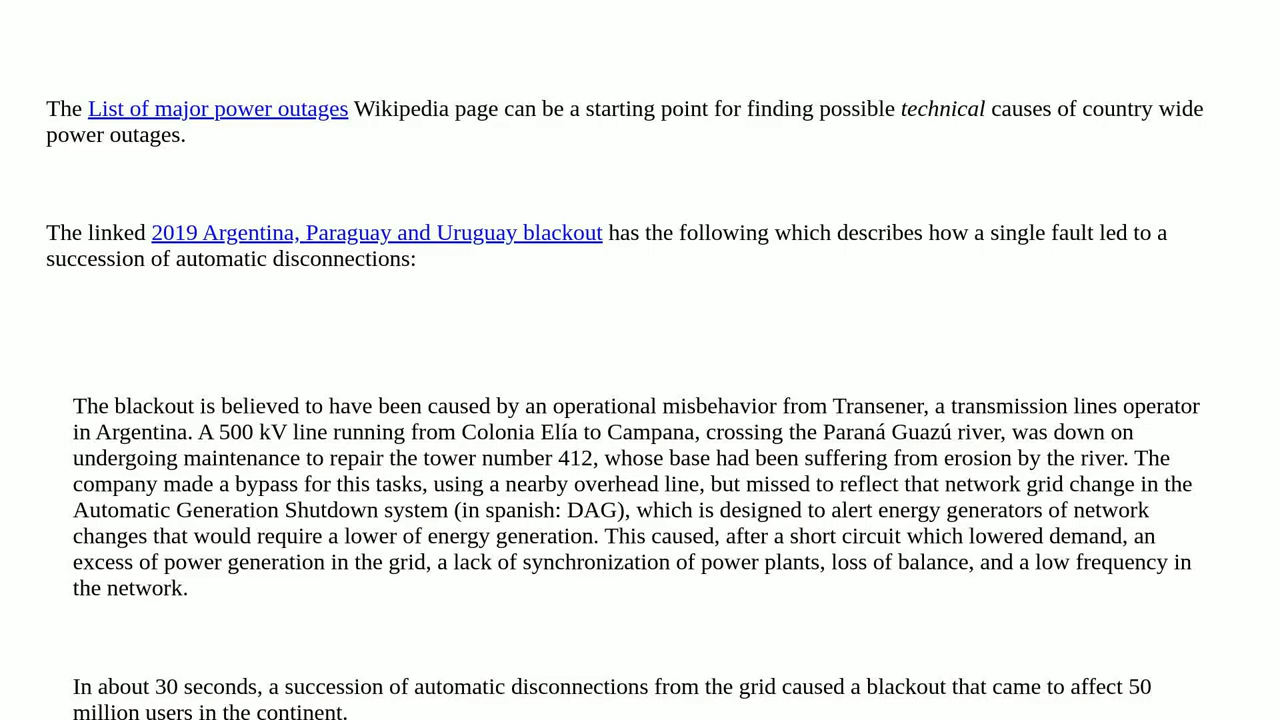 The List of major power outages Wikipedia page can be a starting point for finding possible technical causes of country wide
power outages.
The linked 2019 Argentina, Paraguay and Uruguay blackout has the following which describes how a single fault led to a
succession of automatic disconnections:
The blackout is believed to have been caused by an operational misbehavior from Transener, a transmission lines operator
in Argentina. A 500 kV line running from Colonia Elía to Campana, crossing the Paraná Guazú river, was down on
undergoing maintenance to repair the tower number 412, whose base had been suffering from erosion by the river. The
company made a bypass for this tasks, using a nearby overhead line, but missed to reflect that network grid change in the
Automatic Generation Shutdown system (in spanish: DAG), which is designed to alert energy generators of network
changes that would require a lower of energy generation. This caused, after a short circuit which lowered demand, an
excess of power generation in the grid, a lack of synchronization of power plants, loss of balance, and a low frequency in
the network.
In about 30 seconds, a succession of automatic disconnections from the grid caused a blackout that came to affect 50
million users in the continent.